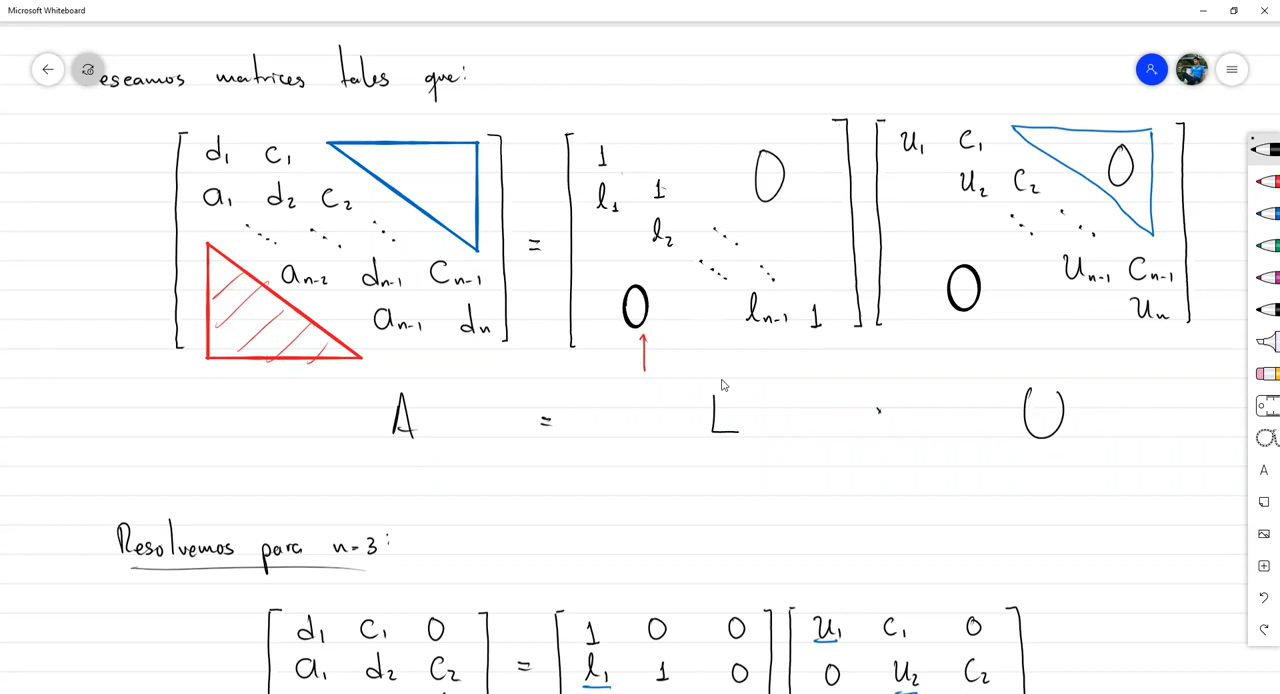 Microsoft Whiteboard
eseamos matrices tales que:
d₁ c₁
a₁ d₂ c₂
⋱ ⋱ ⋱
aₙ₋₂ dₙ₋₁ cₙ₋₁
aₙ₋₁ dₙ
=
1 0
l₁ 1
l₂ ⋱
⋱ ⋱
0 lₙ₋₁ 1
u₁ c₁ 0
u₂ c₂
⋱ ⋱
0 uₙ₋₁ cₙ₋₁
uₙ
A = L · U
Resolvemos para n=3:
d₁ c₁ 0
a₁ d₂ c₂
=
1 0 0
l₁ 1 0
u₁ c₁ 0
0 u₂ c₂